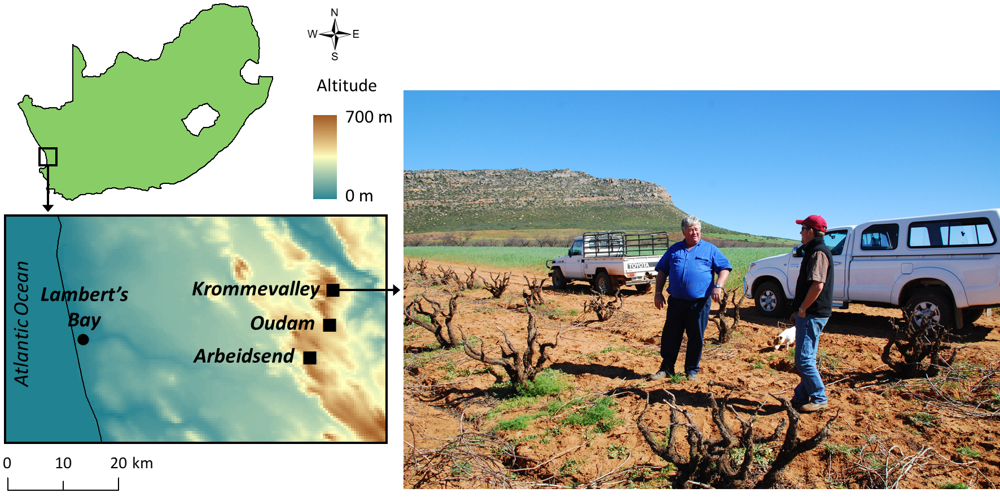 N
W E
S
Altitude
700 m
0 m
Atlantic Ocean
Lambert's
Bay
Krommevalley
Oudam
Arbeidsend
0 10 20 km
TOYOTA